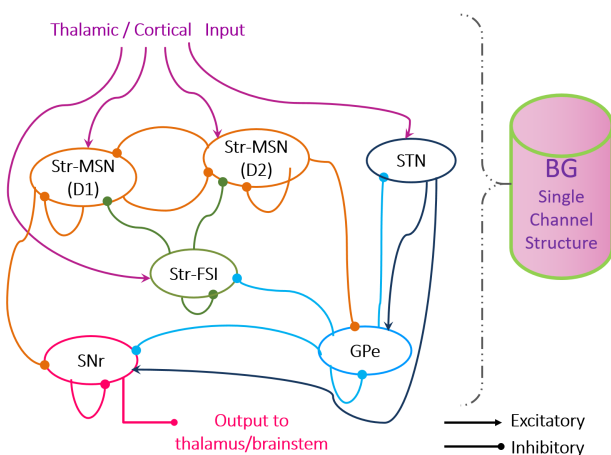 Thalamic / Cortical Input
Str-MSN
(D1)
Str-MSN
(D2)
STN
BG
Single
Channel
Structure
Str-FSI
SNr
GPe
Output to
thalamus/brainstem
Excitatory
Inhibitory